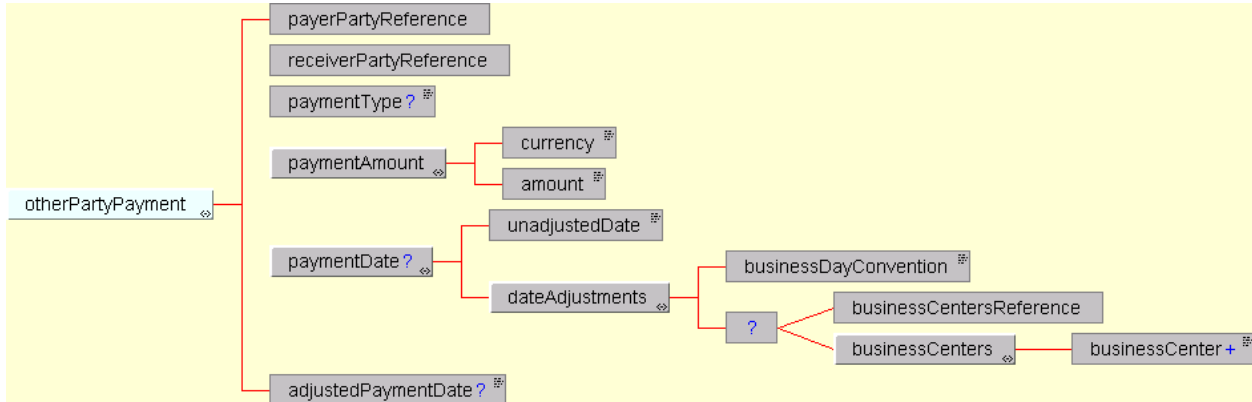 payerPartyReference
receiverPartyReference
paymentType?
currency
paymentAmount
amount
otherPartyPayment
unadjustedDate
paymentDate?
businessDayConvention
dateAdjustments
businessCentersReference
?
businessCenters
businessCenter+
adjustedPaymentDate?